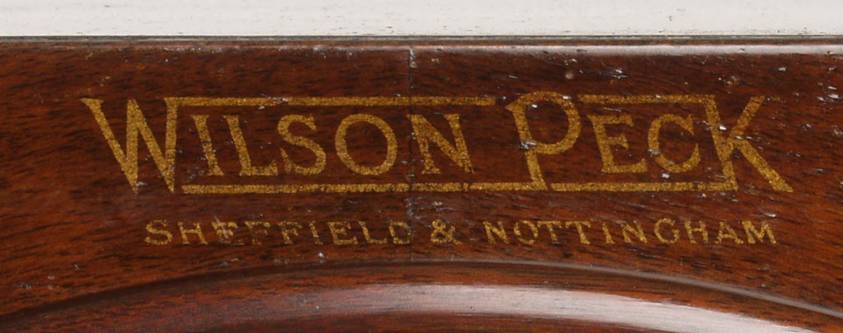 WILSON PECK
SHEFFIELD & NOTTINGHAM